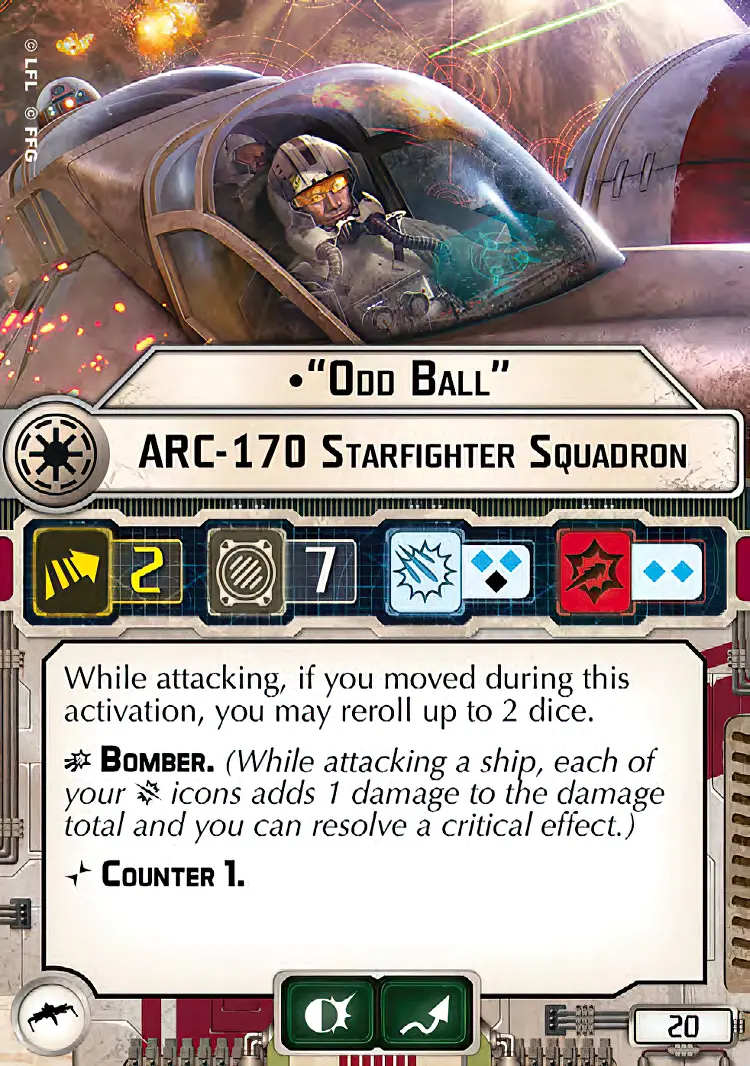 © LFL © FFG
•“Odd Ball”
ARC-170 Starfighter Squadron
2
7
While attacking, if you moved during this
activation, you may reroll up to 2 dice.
Bomber. (While attacking a ship, each of
your icons adds 1 damage to the damage
total and you can resolve a critical effect.)
Counter 1.
20